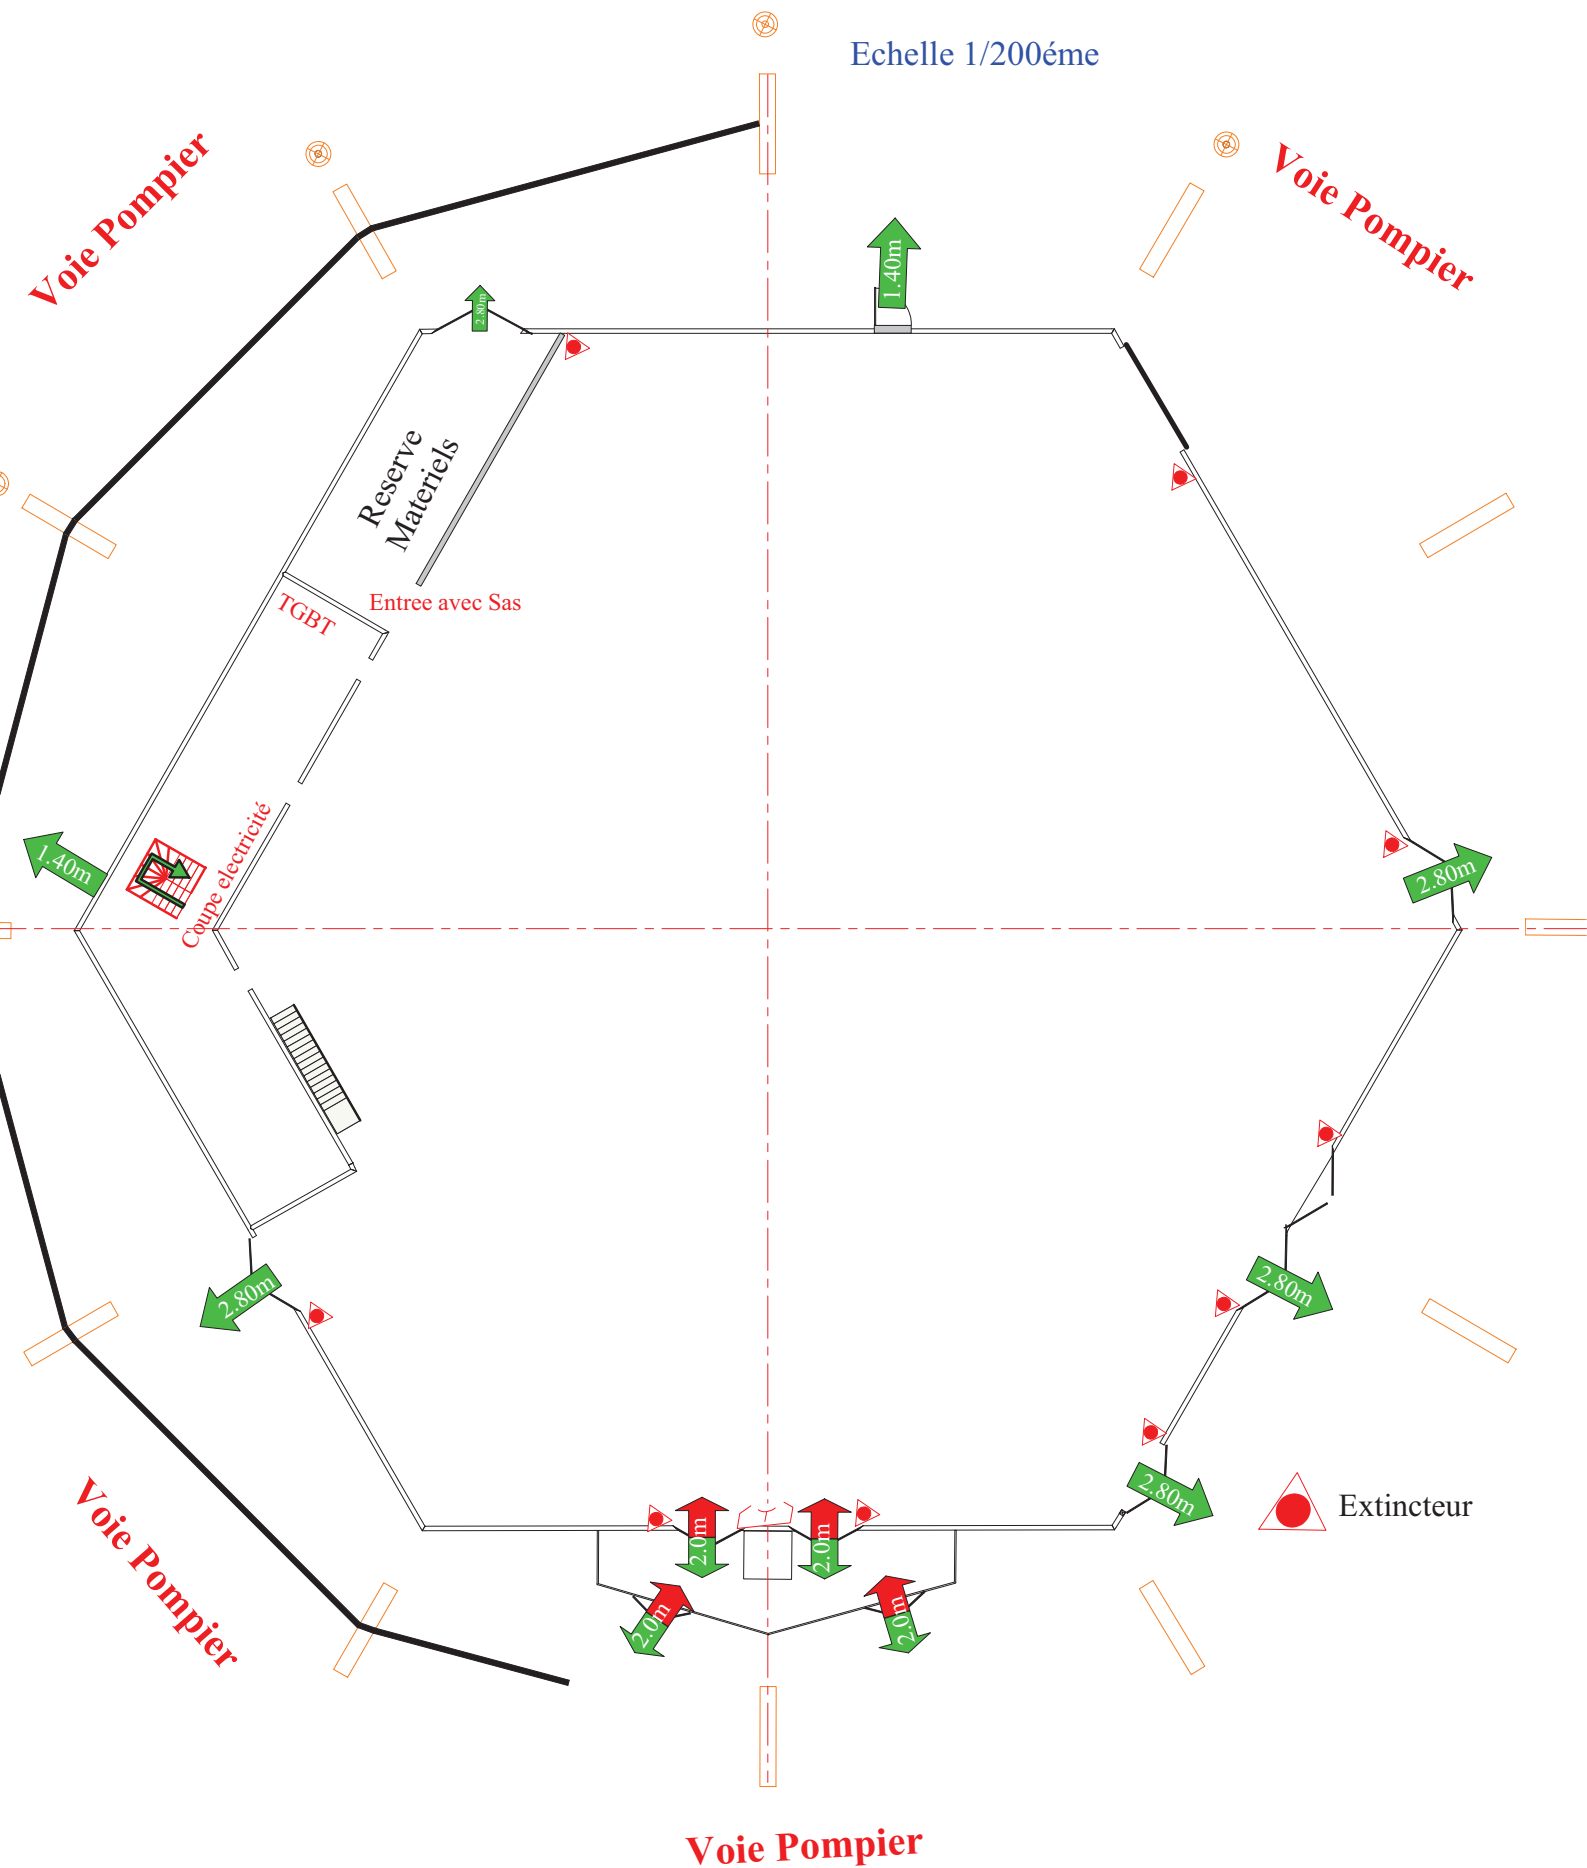 Echelle 1/200éme
Voie Pompier
Voie Pompier
1.40m
2.80m
Reserve
Materiels
Entree avec Sas
TGBT
Coupe electricité
1.40m
2.80m
2.80m
2.80m
2.80m
Extincteur
2.0m
2.0m
2.0m
2.0m
Voie Pompier
Voie Pompier